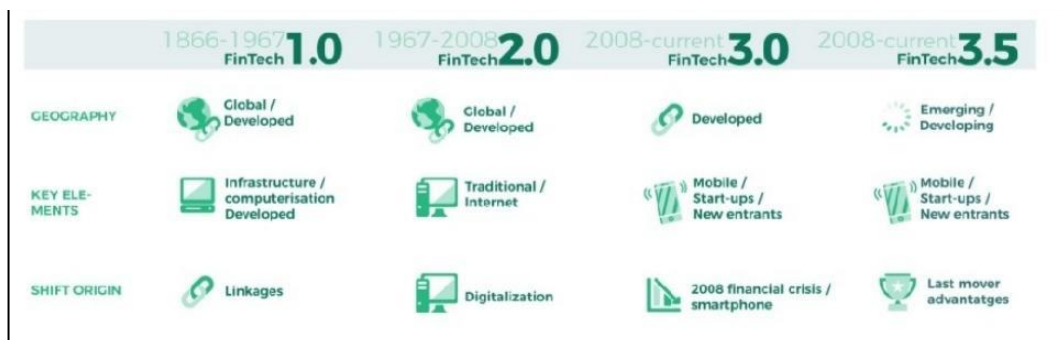 1866-1967 FinTech 1.0
1967-2008 FinTech 2.0
2008-current FinTech 3.0
2008-current FinTech 3.5
GEOGRAPHY
Global /
Developed
Global /
Developed
Developed
Emerging /
Developing
KEY ELE-
MENTS
Infrastructure /
computerisation
Developed
Traditional /
Internet
Mobile /
Start-ups /
New entrants
Mobile /
Start-ups /
New entrants
SHIFT ORIGIN
Linkages
Digitalization
2008 financial crisis /
smartphone
Last mover
advantatges